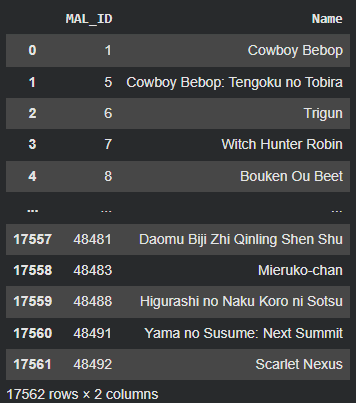 MAL_ID Name
0 1 Cowboy Bebop
1 5 Cowboy Bebop: Tengoku no Tobira
2 6 Trigun
3 7 Witch Hunter Robin
4 8 Bouken Ou Beet
... ... ...
17557 48481 Daomu Biji Zhi Qinling Shen Shu
17558 48483 Mieruko-chan
17559 48488 Higurashi no Naku Koro ni Sotsu
17560 48491 Yama no Susume: Next Summit
17561 48492 Scarlet Nexus
17562 rows × 2 columns